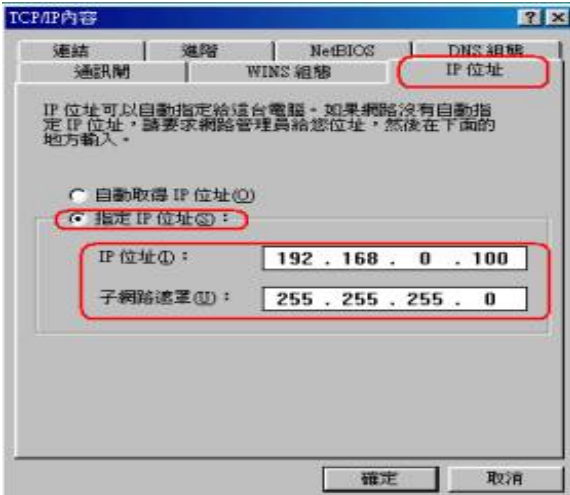 TCP/IP內容
連結 進階 NetBIOS DNS 組態
通訊閘 WINS 組態 IP 位址
IP 位址可以自動指定給這台電腦。如果網路沒有自動指
定 IP 位址，請要求網路管理員給您位址，然後在下面的
地方輸入。
自動取得 IP 位址(O)
指定 IP 位址(S)：
IP 位址(I)： 192 . 168 . 0 . 100
子網路遮罩(U)： 255 . 255 . 255 . 0
確定 取消